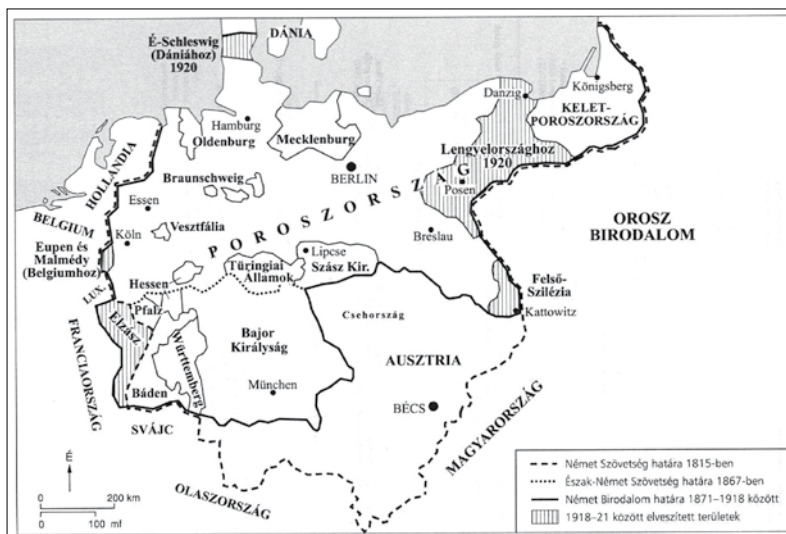 É-Schleswig
(Dániához)
1920
DÁNIA
Königsberg
Danzig
KELET-
POROSZORSZÁG
Hamburg
Oldenburg
Mecklenburg
Lengyelországhoz
1920
HOLLANDIA
Braunschweig
BERLIN
Posen
Essen
BELGIUM
Vesztfália
POROSZORSZÁG
OROSZ
BIRODALOM
Köln
Breslau
Eupen és
Malmédy
(Belgiumhoz)
Lipcse
Türingiai
Államok
Szász Kir.
Hessen
Felső-
Szilézia
LUX.
Pfalz
Kattowitz
Elzász
Csehország
FRANCIAORSZÁG
Württemberg
Bajor
Királyság
AUSZTRIA
Báden
München
BÉCS
SVÁJC
MAGYARORSZÁG
OLASZORSZÁG
É
0 200 km
0 100 mf
Német Szövetség határa 1815-ben
Észak-Német Szövetség határa 1867-ben
Német Birodalom határa 1871–1918 között
1918–21 között elveszített területek